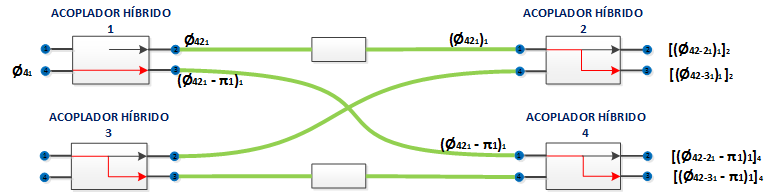 ACOPLADOR HÍBRIDO
1
Ø42₁
(Ø42₁)₁
ACOPLADOR HÍBRIDO
2
[(Ø42-2₁)₁]₂
[(Ø42-3₁)₁]₂
Ø4₁
(Ø42₁ - π1)₁
ACOPLADOR HÍBRIDO
3
(Ø42₁ - π1)₁
ACOPLADOR HÍBRIDO
4
[(Ø42-2₁ - π1)₁]₄
[(Ø42-3₁ - π1)₁]₄